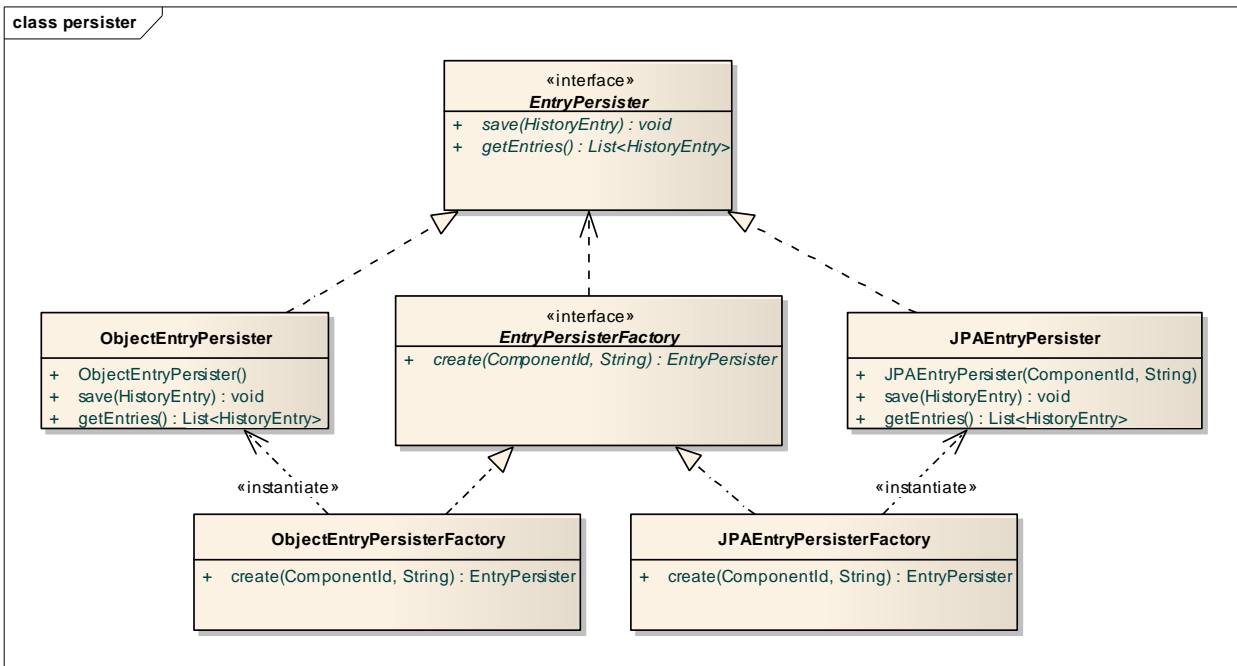 class persister
«interface»
EntryPersister
+ save(HistoryEntry) : void
+ getEntries() : List<HistoryEntry>
ObjectEntryPersister
+ ObjectEntryPersister()
+ save(HistoryEntry) : void
+ getEntries() : List<HistoryEntry>
«interface»
EntryPersisterFactory
+ create(ComponentId, String) : EntryPersister
JPAEntryPersister
+ JPAEntryPersister(ComponentId, String)
+ save(HistoryEntry) : void
+ getEntries() : List<HistoryEntry>
«instantiate»
«instantiate»
ObjectEntryPersisterFactory
+ create(ComponentId, String) : EntryPersister
JPAEntryPersisterFactory
+ create(ComponentId, String) : EntryPersister